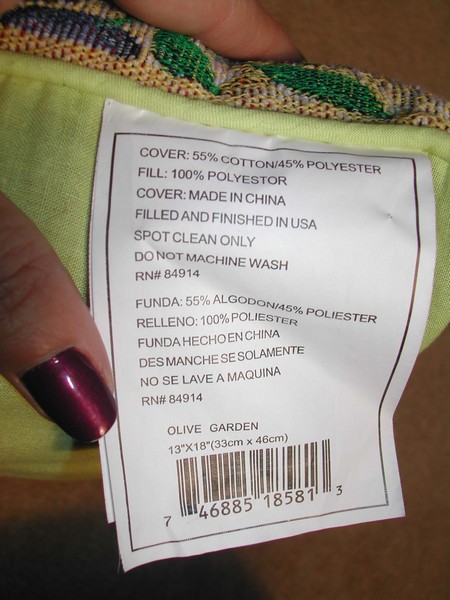 COVER: 55% COTTON/45% POLYESTER
FILL: 100% POLYESTOR
COVER: MADE IN CHINA
FILLED AND FINISHED IN USA
SPOT CLEAN ONLY
DO NOT MACHINE WASH
RN# 84914
FUNDA: 55% ALGODON/45% POLIESTER
RELLENO: 100% POLIESTER
FUNDA HECHO EN CHINA
DES MANCHE SE SOLAMENTE
NO SE LAVE A MAQUINA
RN# 84914
OLIVE GARDEN
13"X18"(33cm x 46cm)
7 46885 18581 3